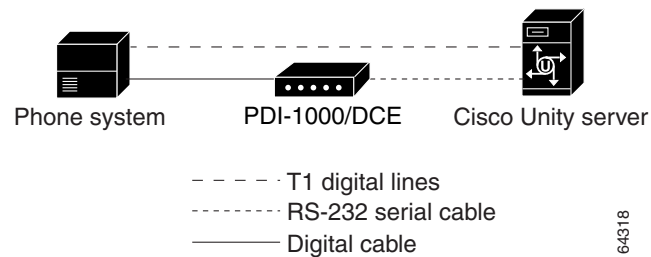 U
Phone system
PDI-1000/DCE
Cisco Unity server
T1 digital lines
RS-232 serial cable
Digital cable
64318